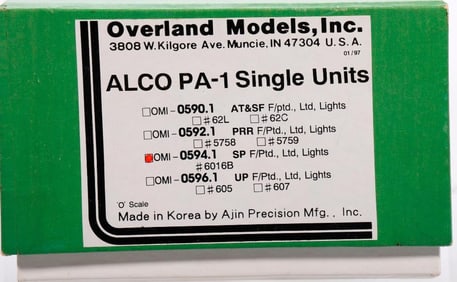 Overland Models, Inc.
3808 W. Kilgore Ave. Muncie, IN 47304 U. S. A.
01/97
ALCO PA-1 Single Units
OMI-0590.1 AT&SF F/ptd., Ltd, Lights
#62L #62C
OMI-0592.1 PRR F/Ptd., Ltd, Lights
#5758 #5759
OMI-0594.1 SP F/Ptd., Ltd, Lights
#6016B
OMI-0596.1 UP F/Ptd., Ltd, Lights
#605 #607
'O' Scale
Made in Korea by Ajin Precision Mfg., Inc.